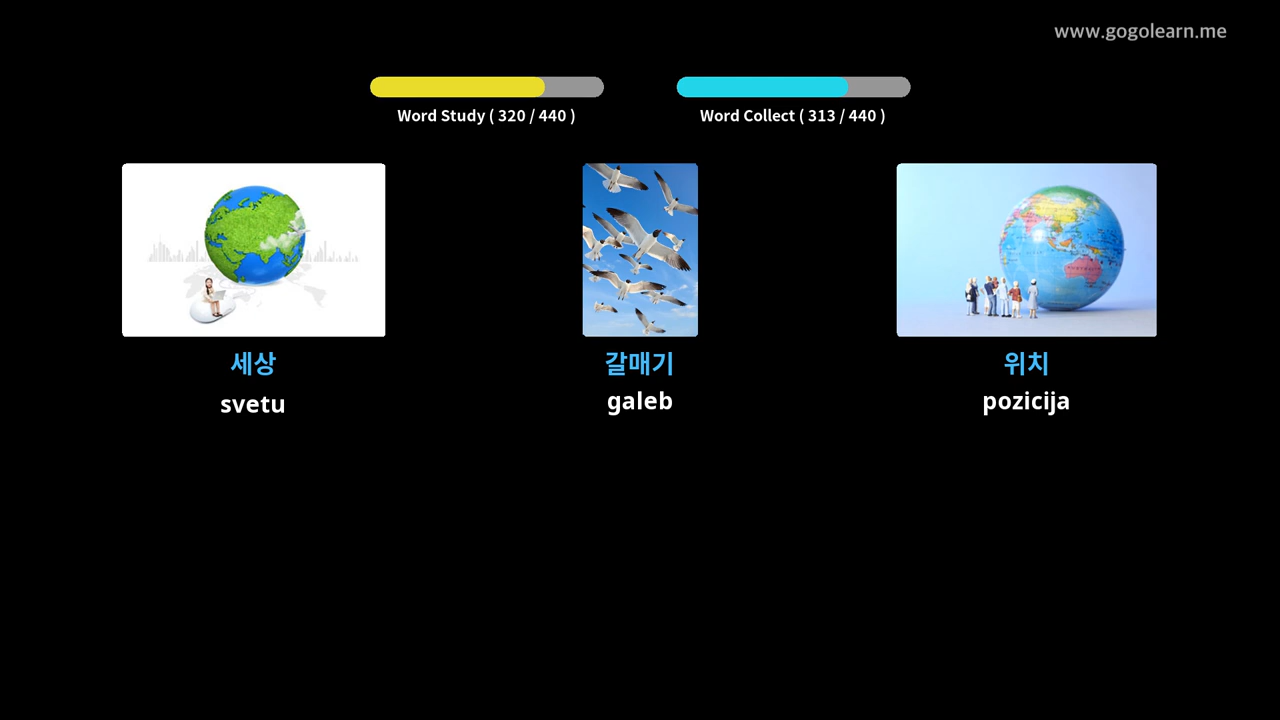 www.gogolearn.me
Word Study ( 320 / 440 )
Word Collect ( 313 / 440 )
세상
svetu
갈매기
galeb
위치
pozicija